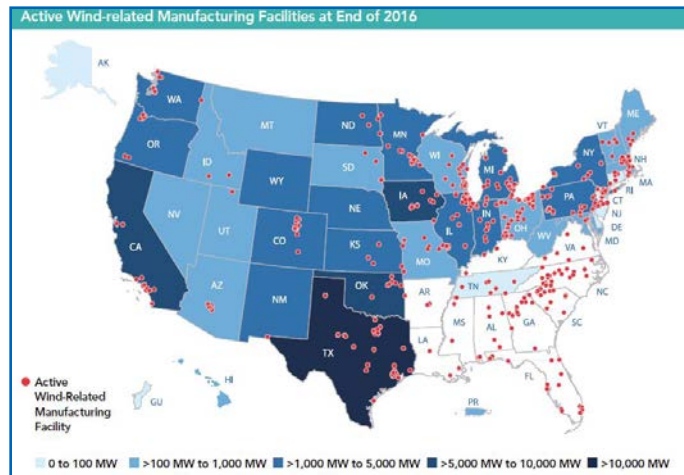 Active Wind-related Manufacturing Facilities at End of 2016
AK
WA
MT
ND
MN
VT
ME
OR
ID
SD
WI
MI
NY
NH
MA
WY
IA
RI
CT
NV
NE
PA
NJ
UT
IL
IN
OH
DE
CA
CO
KS
MO
WV
MD
KY
VA
AZ
NM
OK
TN
NC
AR
SC
MS
AL
GA
TX
LA
FL
HI
GU
PR
Active
Wind-Related
Manufacturing
Facility
0 to 100 MW
>100 MW to 1,000 MW
>1,000 MW to 5,000 MW
>5,000 MW to 10,000 MW
>10,000 MW